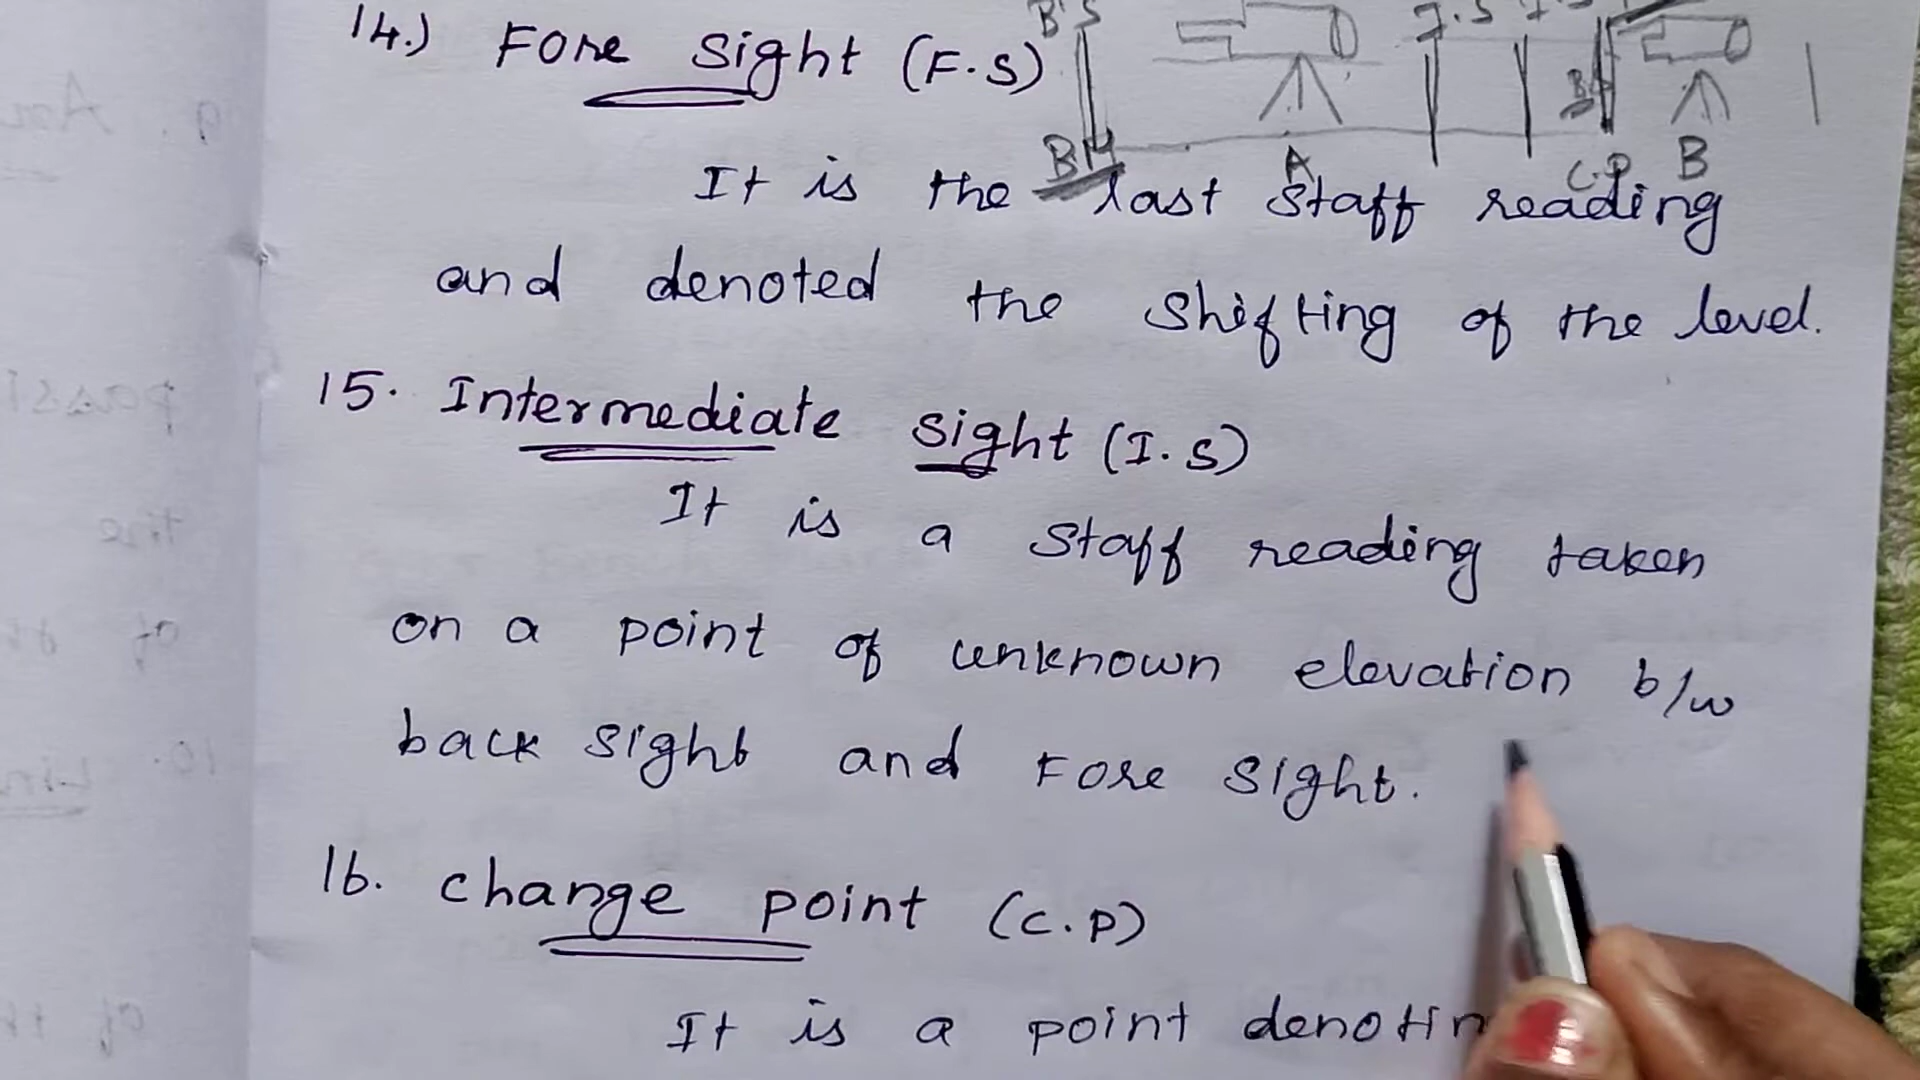 14.) Fore Sight (F.S)
B.S
I.S
BM
A
C.P
B
It is the last staff reading
and denoted the Shifting of the level.
15. Intermediate sight (I.S)
It is a staff reading taken
on a point of unknown elevation b/w
back sight and Fore sight.
16. change point (C.P)
It is a point